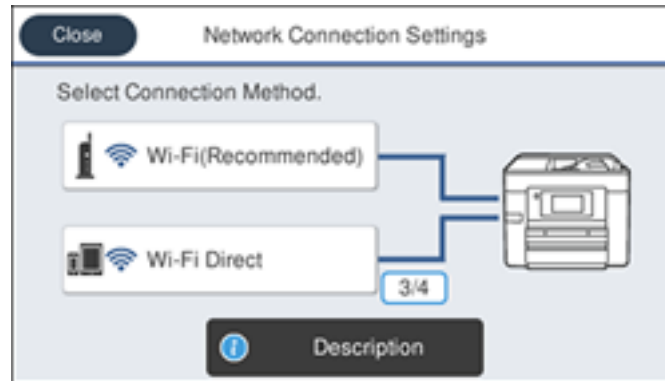 Close
Network Connection Settings
Select Connection Method.
Wi-Fi(Recommended)
Wi-Fi Direct
3/4
i Description